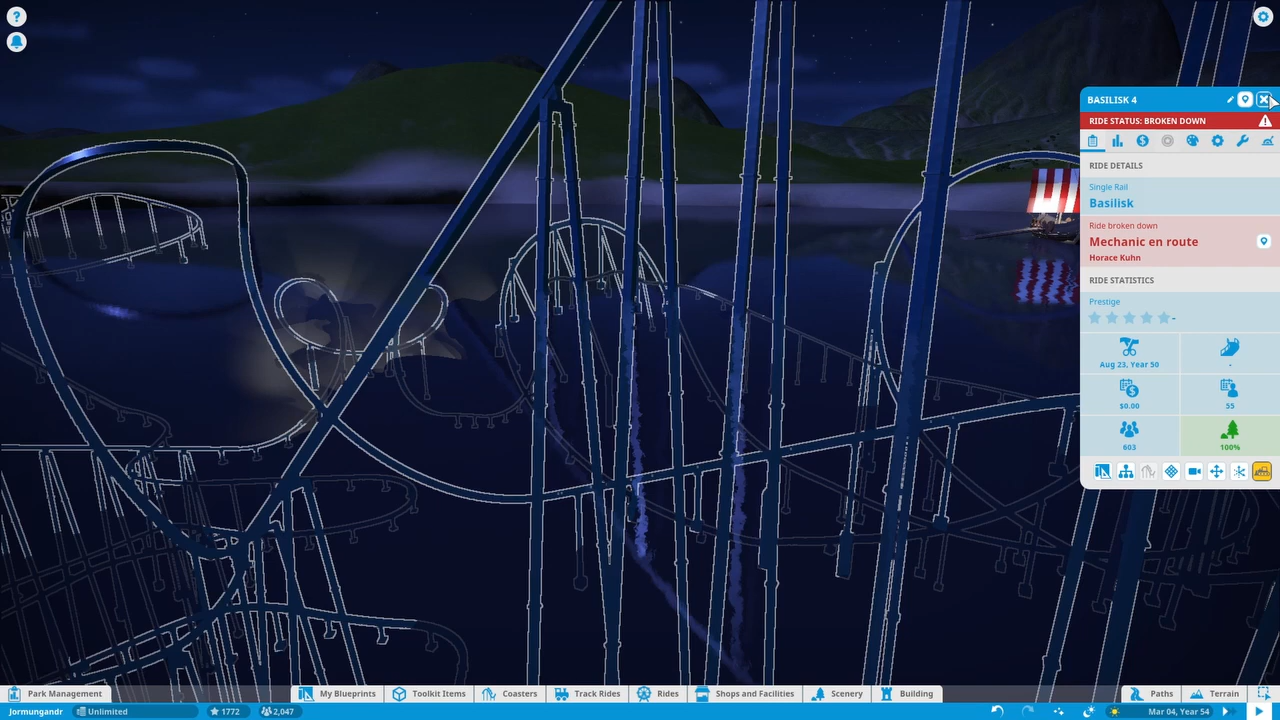 ?
BASILISK 4
RIDE STATUS: BROKEN DOWN
RIDE DETAILS
Single Rail
Basilisk
Ride broken down
Mechanic en route
Horace Kuhn
RIDE STATISTICS
Prestige
-
Aug 23, Year 50
-
$0.00
55
603
100%
Park Management
My Blueprints
Toolkit Items
Coasters
Track Rides
Rides
Shops and Facilities
Scenery
Building
Paths
Terrain
Jormungandr
Unlimited
1772
2,047
Mar 04, Year 54